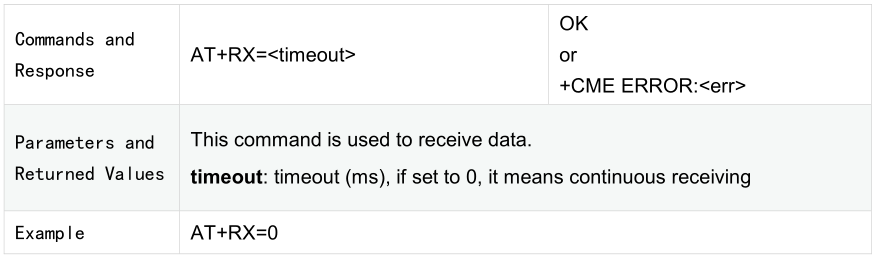 Commands and
Response
AT+RX=<timeout>
OK
or
+CME ERROR:<err>
Parameters and
Returned Values
This command is used to receive data.
timeout: timeout (ms), if set to 0, it means continuous receiving
Example
AT+RX=0